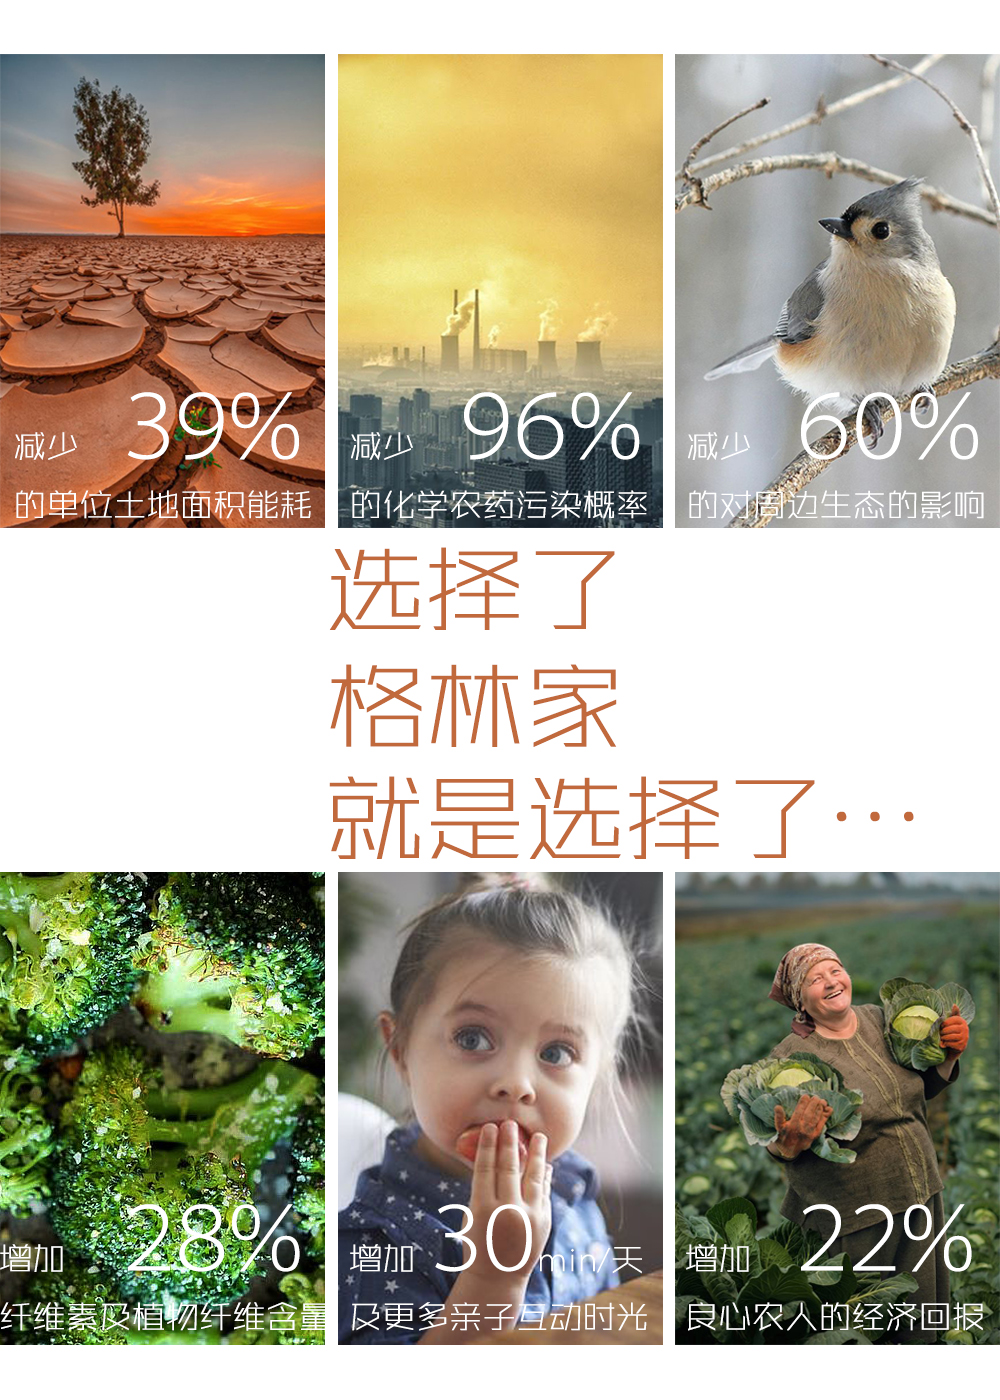 减少 39%
的单位土地面积能耗
减少 96%
的化学农药污染概率
减少 60%
的对周边生态的影响
选择了
格林家
就是选择了…
增加 28%
纤维素及植物纤维含量
增加 30min/天
及更多亲子互动时光
增加 22%
良心农人的经济回报